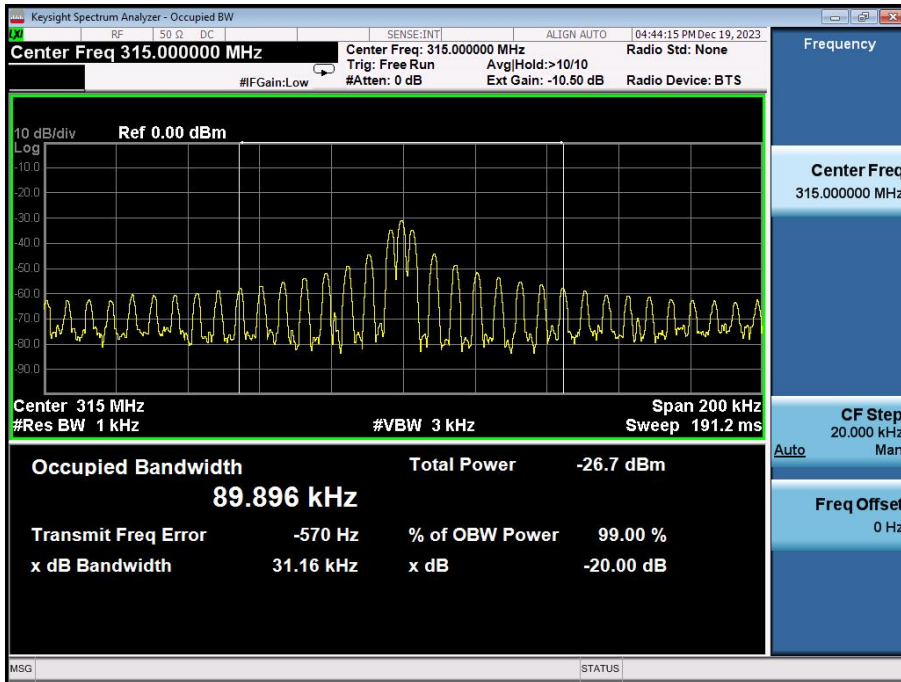 Keysight Spectrum Analyzer - Occupied BW
LXI RF 50 Ω DC SENSE:INT ALIGN AUTO 04:44:15 PM Dec 19, 2023
Center Freq 315.000000 MHz
Center Freq: 315.000000 MHz Radio Std: None
Trig: Free Run Avg|Hold:>10/10
#IFGain:Low #Atten: 0 dB Ext Gain: -10.50 dB Radio Device: BTS
10 dB/div Ref 0.00 dBm
Log
-10.0
-20.0
-30.0
-40.0
-50.0
-60.0
-70.0
-80.0
-90.0
Center 315 MHz Span 200 kHz
#Res BW 1 kHz #VBW 3 kHz Sweep 191.2 ms
Occupied Bandwidth Total Power -26.7 dBm
89.896 kHz
Transmit Freq Error -570 Hz % of OBW Power 99.00 %
x dB Bandwidth 31.16 kHz x dB -20.00 dB
MSG STATUS
Frequency
Center Freq
315.000000 MHz
CF Step
20.000 kHz
Auto Man
Freq Offset
0 Hz